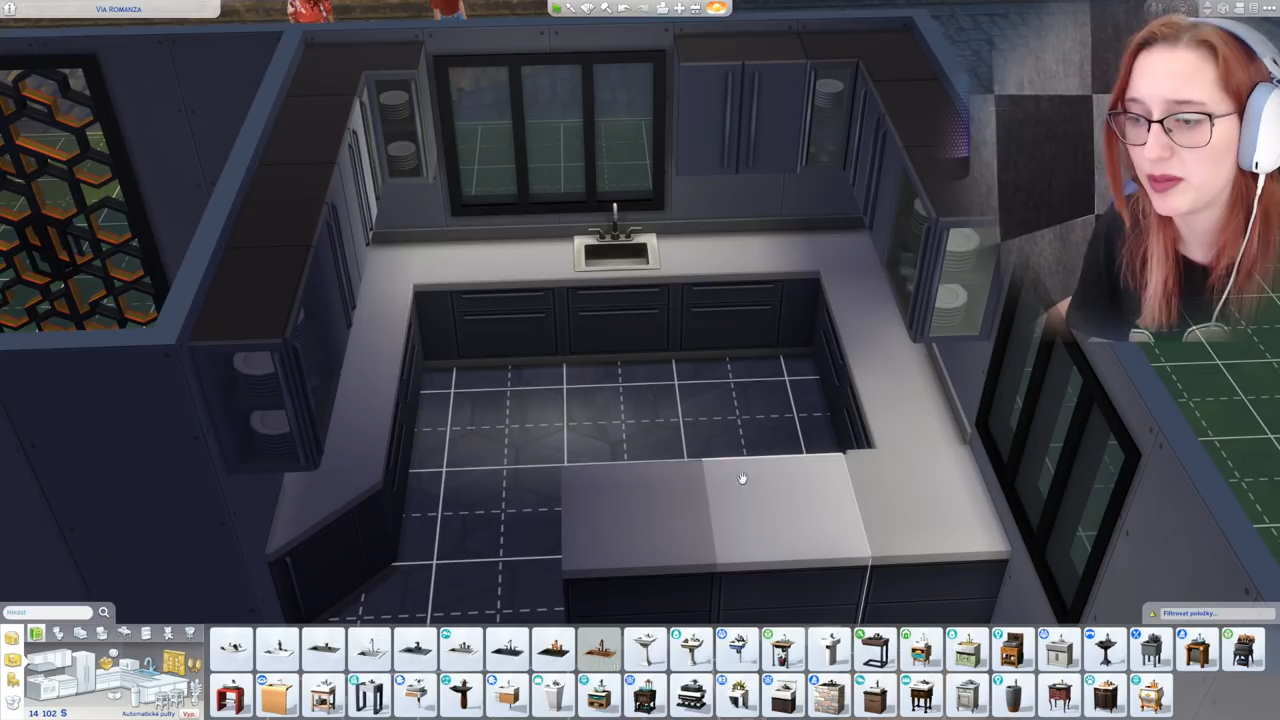 VIA ROMANZA
Hledat
Filtrovat položky...
14 102 $
Automatické pulty
Vyp.